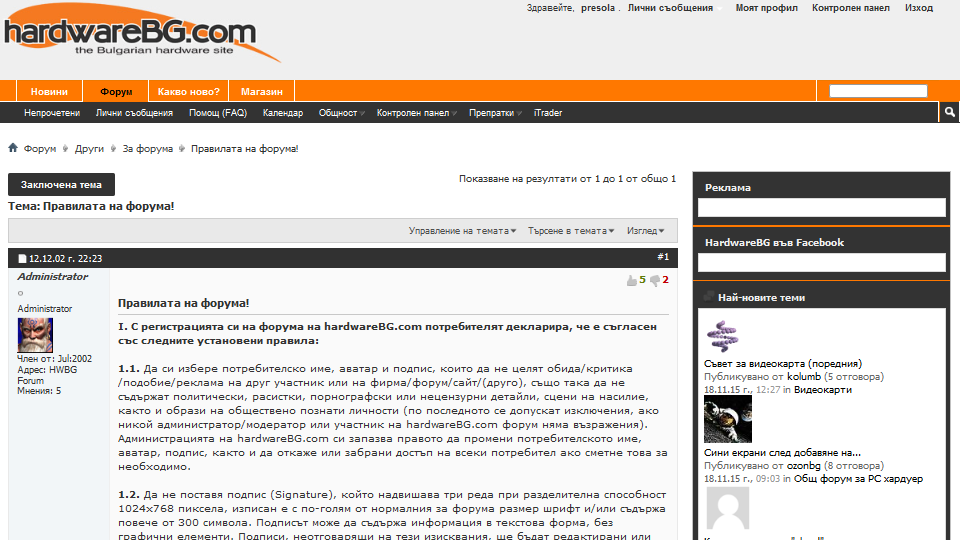 hardwareBG.com
the Bulgarian hardware site
Здравейте, presola . Лични съобщения Моят профил Контролен панел Изход
Новини Форум Какво ново? Магазин
Непрочетени Лични съобщения Помощ (FAQ) Календар Общност Контролен панел Препратки iTrader
Форум Други За форума Правилата на форума!
Заключена тема
Показване на резултати от 1 до 1 от общо 1
Тема: Правилата на форума!
Управление на темата Търсене в темата Изглед
12.12.02 г. 22:23 #1
Administrator
Administrator
Член от: Jul:2002
Адрес: HWBG
Forum
Мнения: 5
5 2
Правилата на форума!
I. С регистрацията си на форума на hardwareBG.com потребителят декларира, че е съгласен
със следните установени правила:
1.1. Да си избере потребителско име, аватар и подпис, които да не целят обида/критика
/подобие/реклама на друг участник или на фирма/форум/сайт/(друго), също така да не
съдържат политически, расистки, порнографски или нецензурни детайли, сцени на насилие,
както и образи на обществено познати личности (по последното се допускат изключения, ако
никой администратор/модератор или участник на hardwareBG.com форум няма възражения).
Администрацията на hardwareBG.com си запазва правото да промени потребителското име,
аватар, подпис, както и да откаже или забрани достъп на всеки потребител ако сметне това за
необходимо.
1.2. Да не поставя подпис (Signature), който надвишава три реда при разделителна способност
1024x768 пиксела, изписан е с по-голям от нормалния за форума размер шрифт и/или съдържа
повече от 300 символа. Подписът може да съдържа информация в текстова форма, без
графични елементи. Подписи, неотговарящи на тези изисквания, ще бъдат редактирани или
Реклама
HardwareBG във Facebook
Най-новите теми
Съвет за видеокарта (поредния)
Публикувано от kolumb (5 отговора)
18.11.15 г., 12:27 in Видеокарти
Сини екрани след добавяне на...
Публикувано от ozonbg (8 отговора)
18.11.15 г., 09:03 in Общ форум за PC хардуер